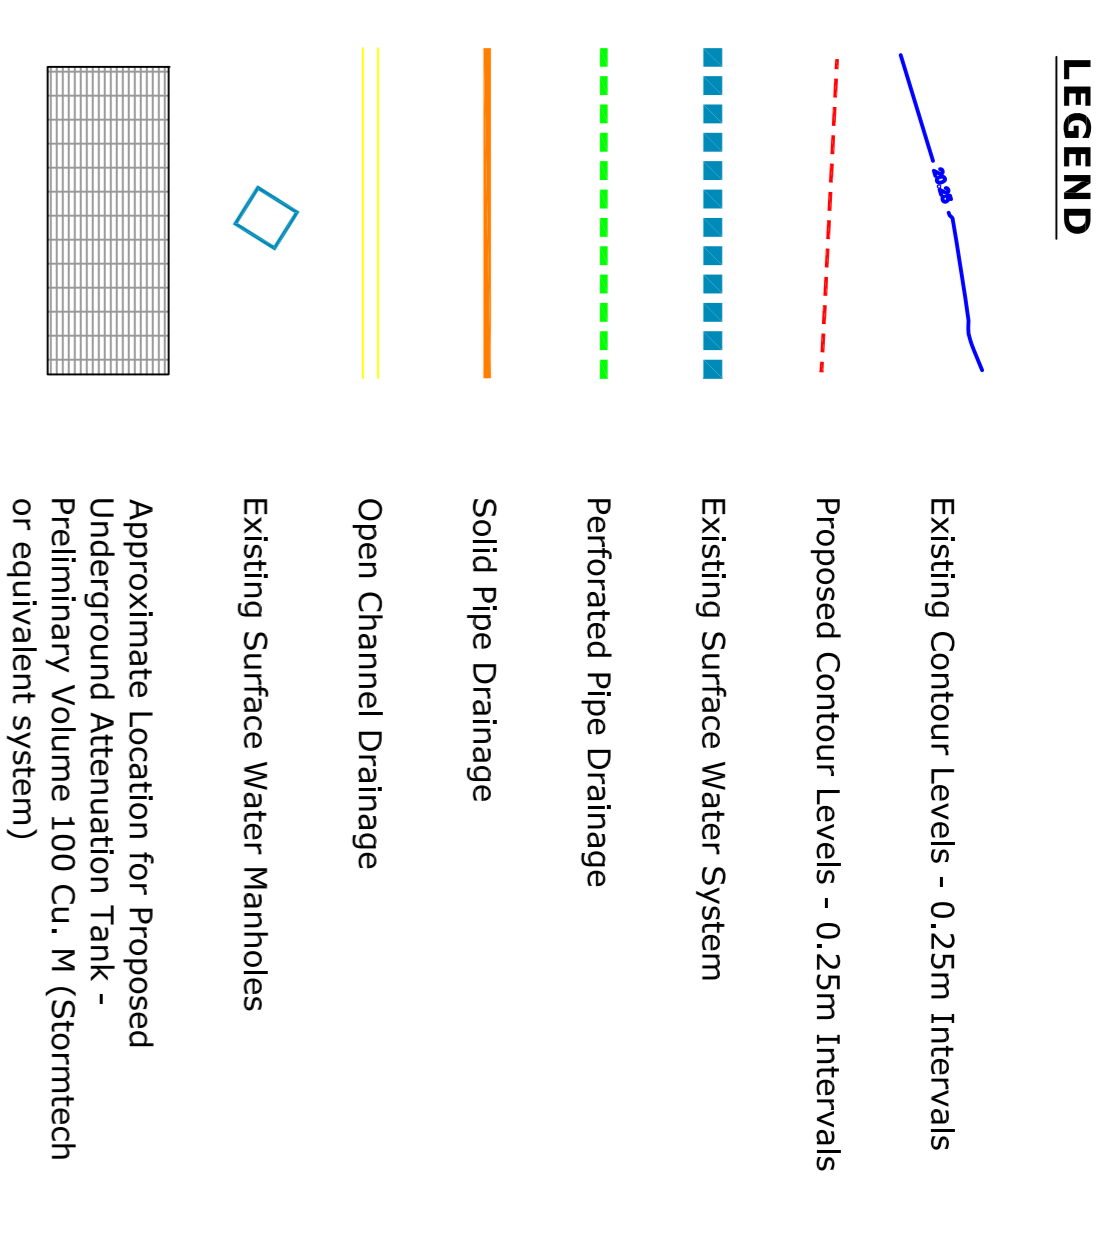 LEGEND
20.25
Existing Contour Levels - 0.25m Intervals
Proposed Contour Levels - 0.25m Intervals
Existing Surface Water System
Perforated Pipe Drainage
Solid Pipe Drainage
Open Channel Drainage
Existing Surface Water Manholes
Approximate Location for Proposed
Underground Attenuation Tank -
Preliminary Volume 100 Cu. M (Stormtech
or equivalent system)